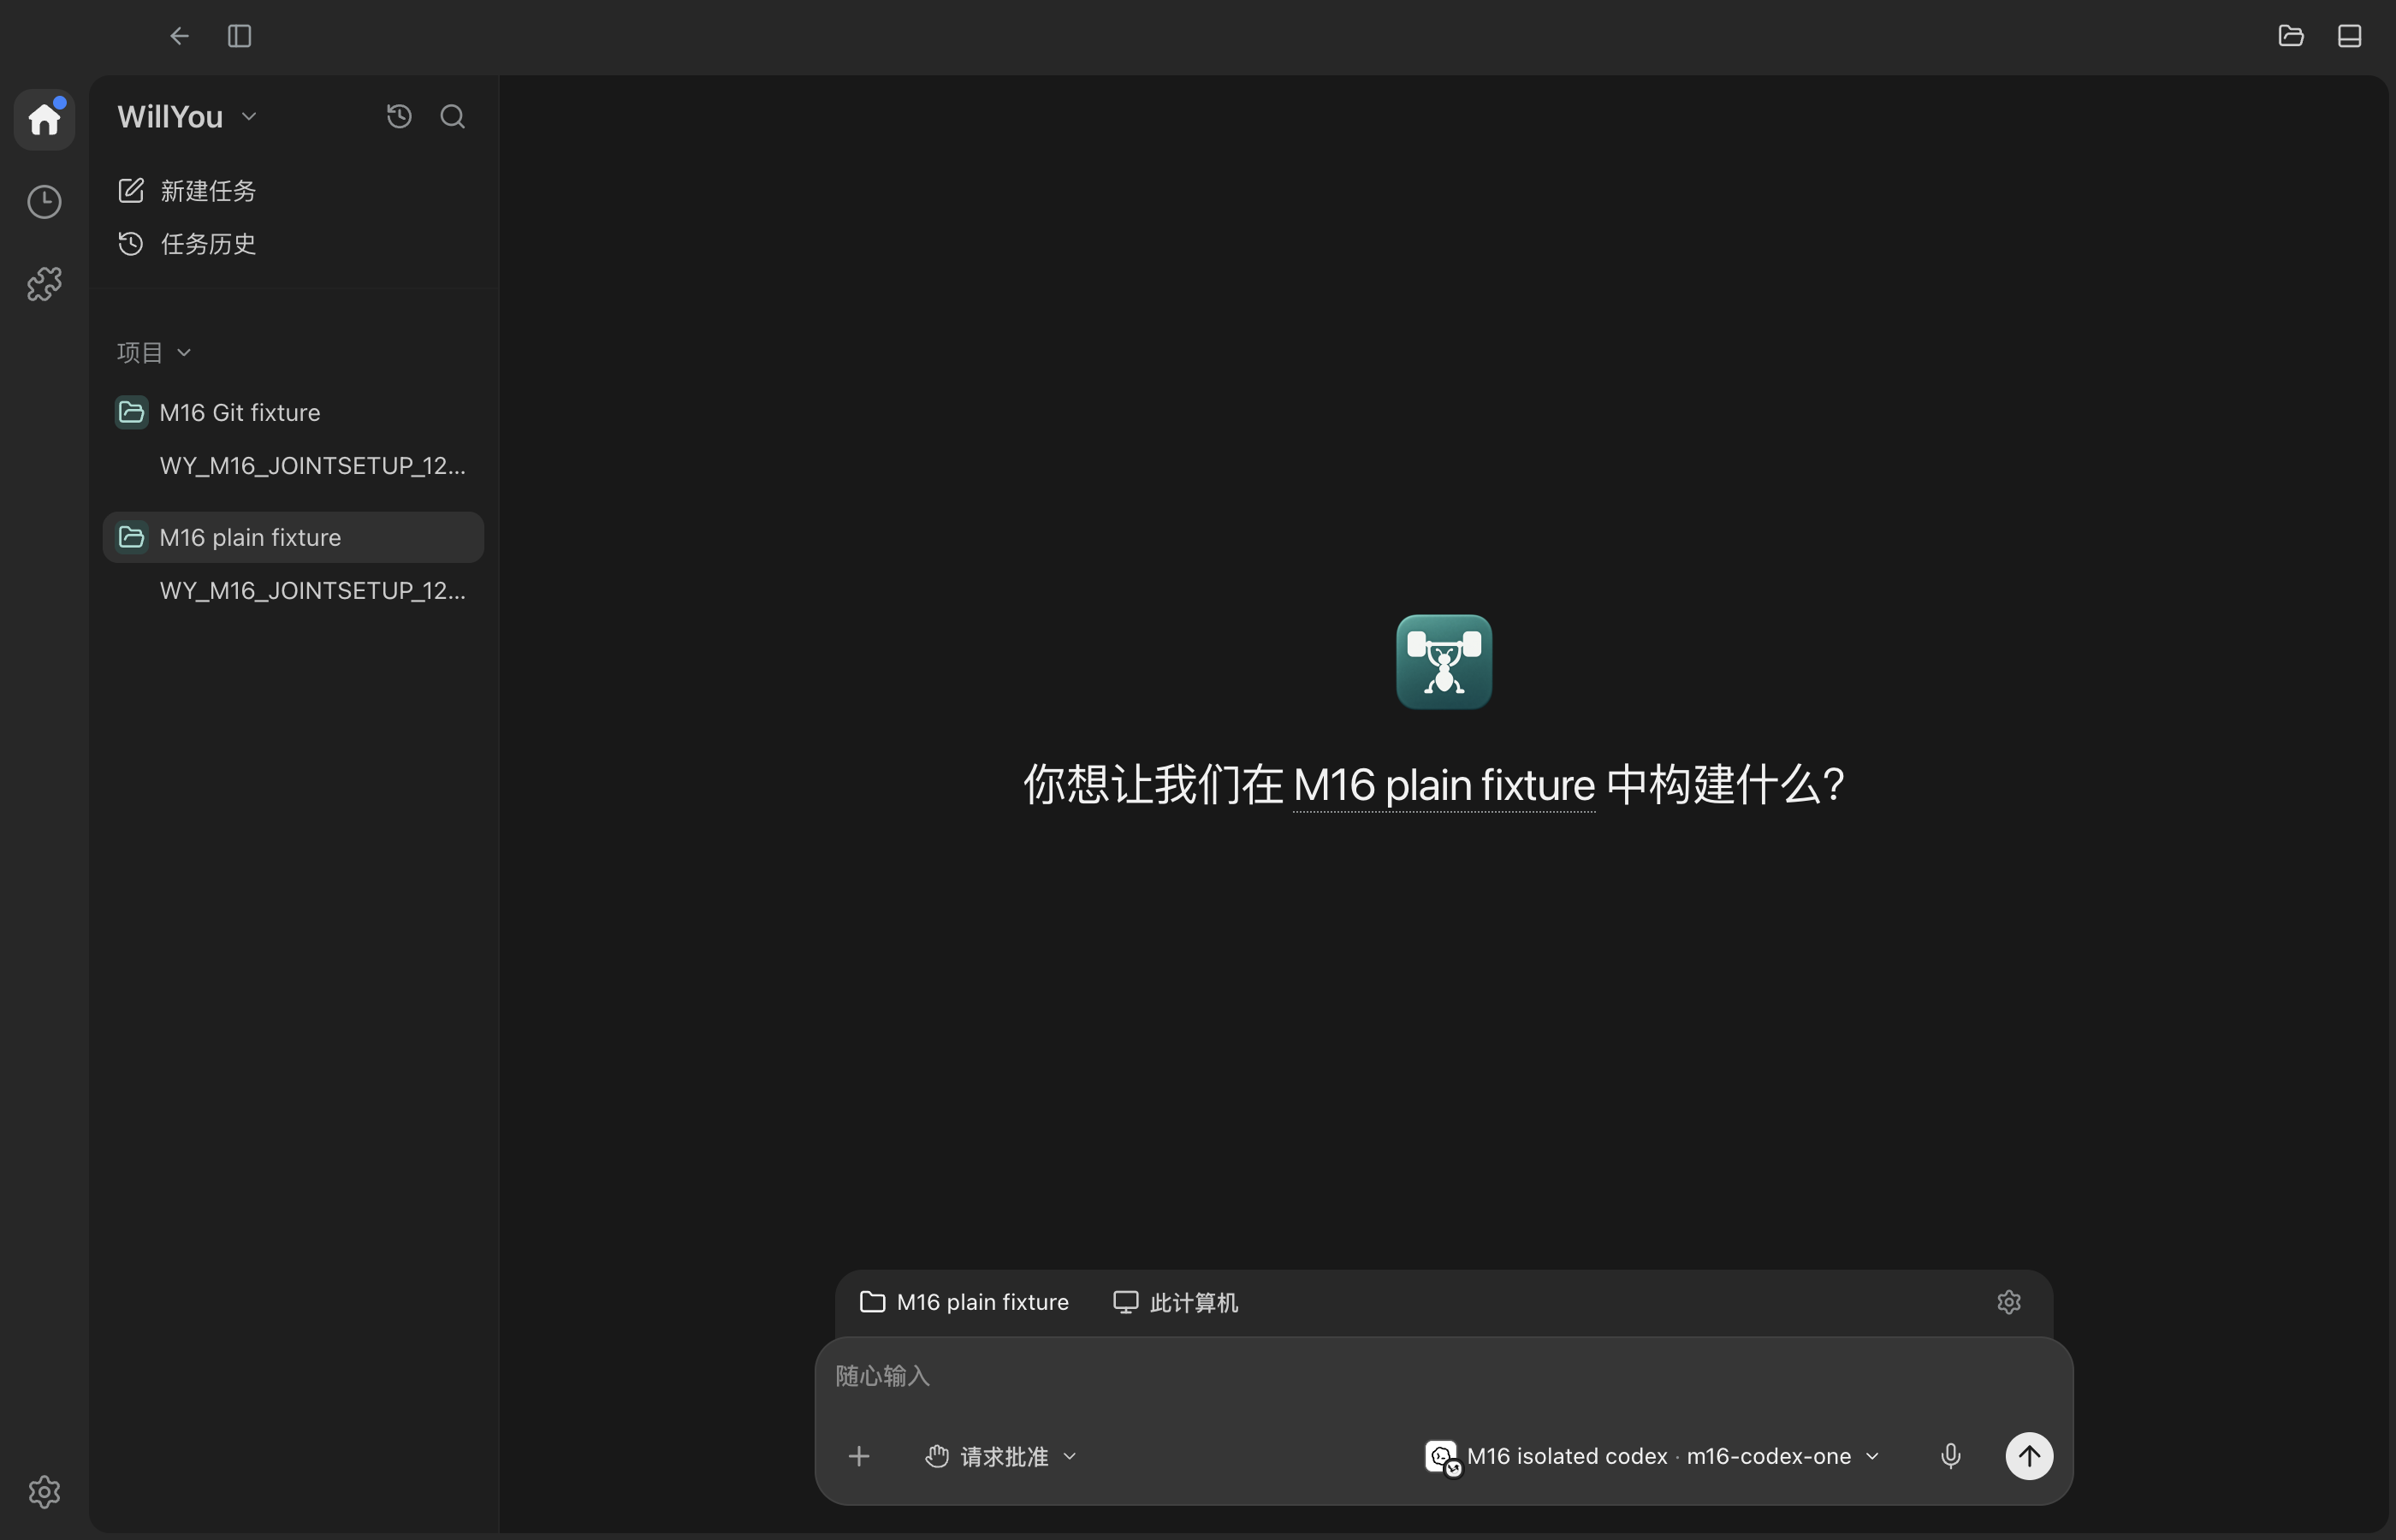 WillYou
新建任务
任务历史
项目
M16 Git fixture
WY_M16_JOINTSETUP_12...
M16 plain fixture
WY_M16_JOINTSETUP_12...
你想让我们在 M16 plain fixture 中构建什么?
M16 plain fixture 此计算机
随心输入
请求批准 M16 isolated codex · m16-codex-one